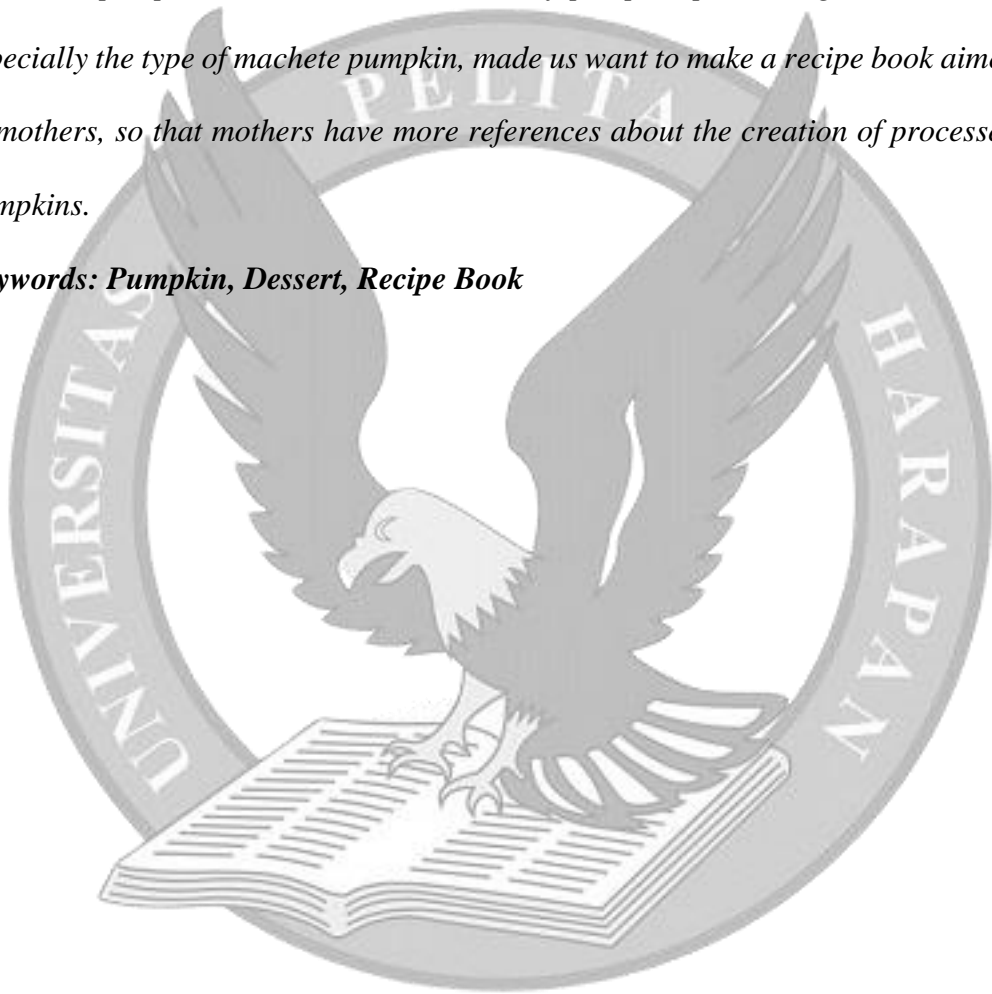 pecially the type of machete pumpkin, made us want to make a recipe book aime
mothers, so that mothers have more references about the creation of processe
mpkins.
ywords: Pumpkin, Dessert, Recipe Book
UNIVERSITAS PELITA HARAPAN